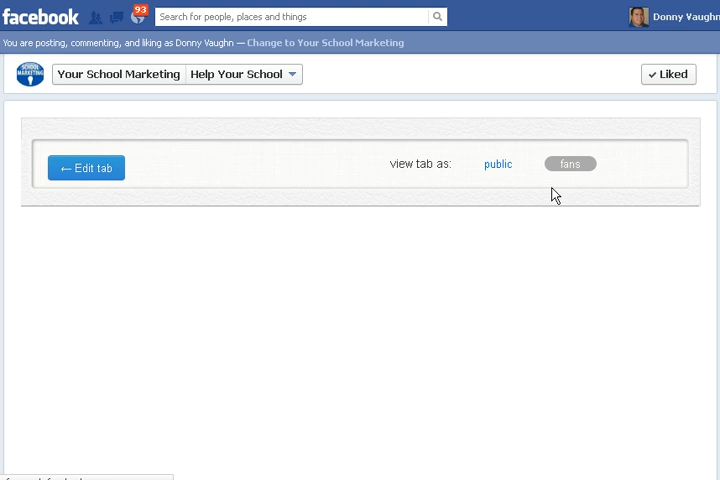 facebook 93 Search for people, places and things Donny Vaughn
You are posting, commenting, and liking as Donny Vaughn — Change to Your School Marketing
SCHOOL MARKETING Your School Marketing Help Your School Liked
← Edit tab view tab as: public fans